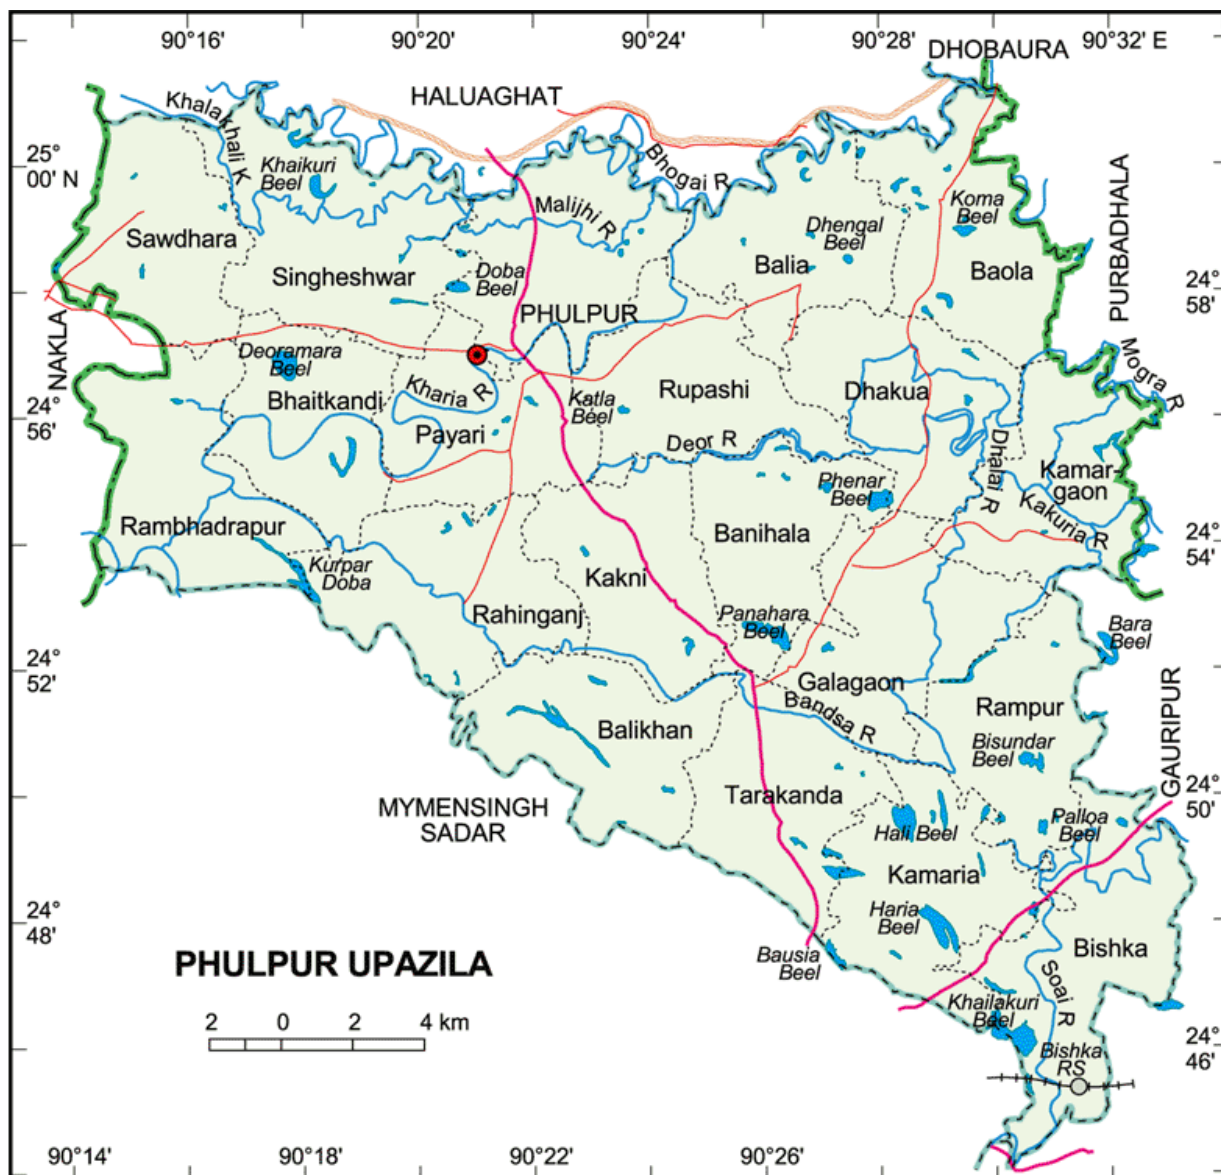 90°16'
90°20'
90°24'
90°28'
90°32' E
DHOBAURA
HALUAGHAT
Khalakhali K
25°
00' N
Khaikuri
Beel
Bhogai R
Malijhi R
PURBADHALA
Koma
Beel
Dhengal
Beel
Sawdhara
Singheshwar
Doba
Beel
Balia
Baola
24°
58'
PHULPUR
NAKLA
Deoramara
Beel
Mogra R
Bhaitkandi
Kharia R
Katla
Beel
Rupashi
Dhakua
24°
56'
Payari
Deor R
Dhalai R
Kamar-
gaon
Phenar
Beel
Kakuria R
Rambhadrapur
Banihala
24°
54'
Kurpar
Doba
Kakni
Rahinganj
Panahara
Beel
Bara
Beel
24°
52'
Galagaon
Bandsa R
Rampur
GAURIPUR
Balikhan
Bisundar
Beel
MYMENSINGH
SADAR
Tarakanda
24°
50'
Hali Beel
Palloa
Beel
Kamaria
24°
48'
Haria
Beel
Bausia
Beel
Bishka
PHULPUR UPAZILA
Soai R
Khailakuri
Beel
2 0 2 4 km
Bishka
RS
24°
46'
90°14'
90°18'
90°22'
90°26'
90°30'